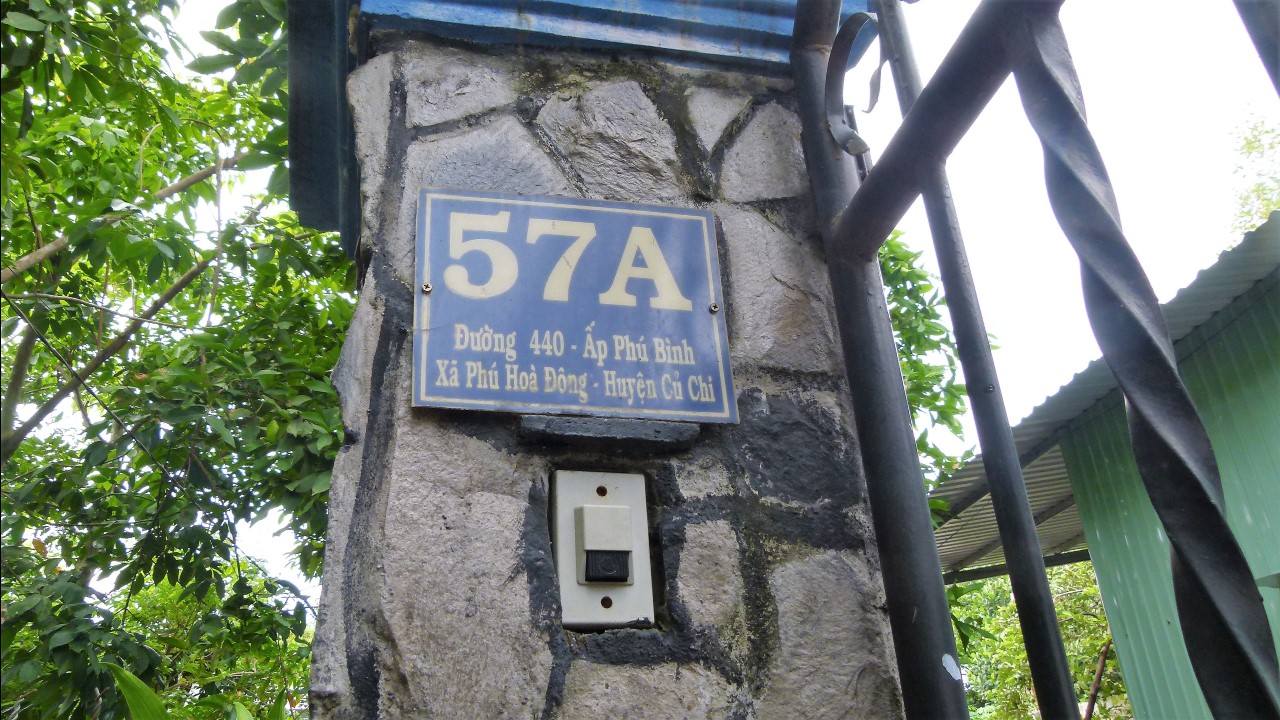 57A
Đường 440 - Ấp Phú Bình
Xã Phú Hoà Đông - Huyện Củ Chi